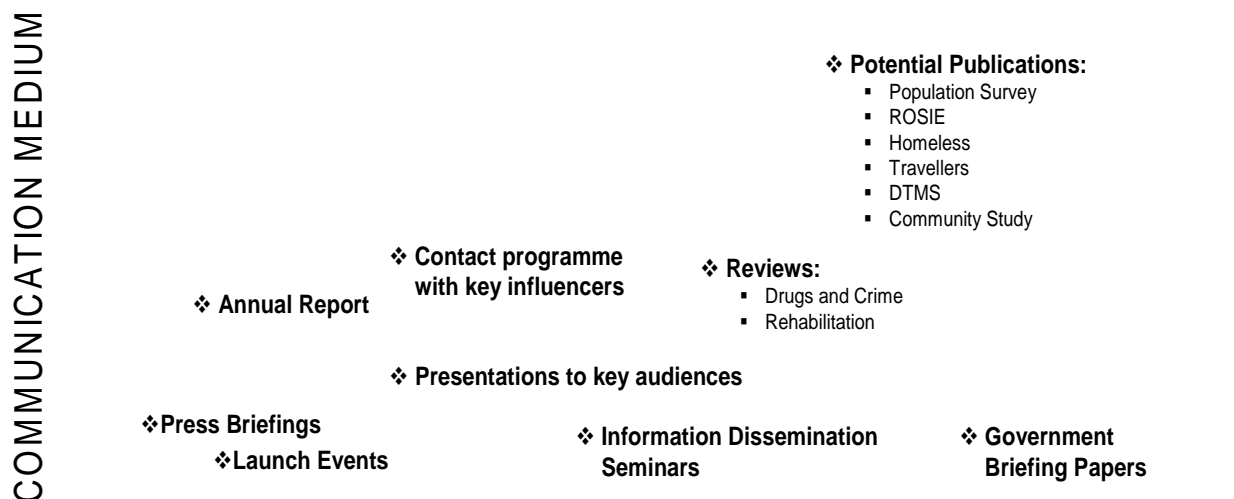 COMMUNICATION MEDIUM
❖ Potential Publications:
▪ Population Survey
▪ ROSIE
▪ Homeless
▪ Travellers
▪ DTMS
▪ Community Study
❖ Contact programme
with key influencers
❖ Reviews:
▪ Drugs and Crime
▪ Rehabilitation
❖ Annual Report
❖ Presentations to key audiences
❖Press Briefings
❖Launch Events
❖ Information Dissemination
Seminars
❖ Government
Briefing Papers